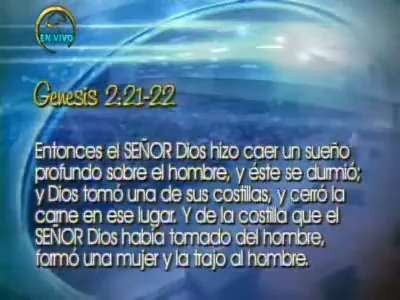 EN VIVO
Genesis 2:21-22
Entonces el SEÑOR Dios hizo caer un sueño
profundo sobre el hombre, y éste se durmió;
y Dios tomó una de sus costillas, y cerró la
carne en ese lugar. Y de la costilla que el
SEÑOR Dios había tomado del hombre,
formó una mujer y la trajo al hombre.